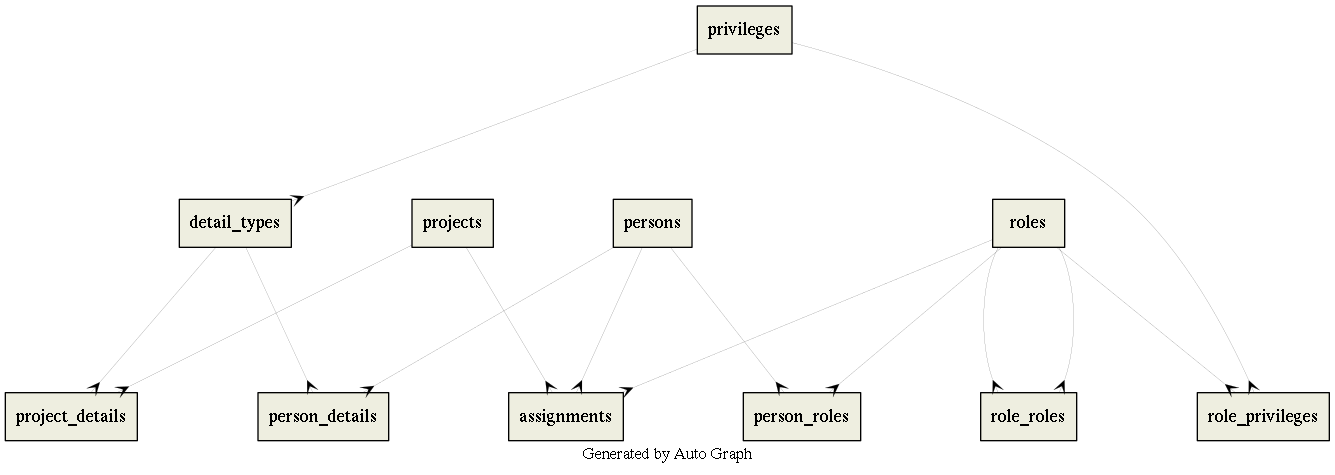 privileges
detail_types
projects
persons
roles
project_details
person_details
assignments
person_roles
role_roles
role_privileges
Generated by Auto Graph